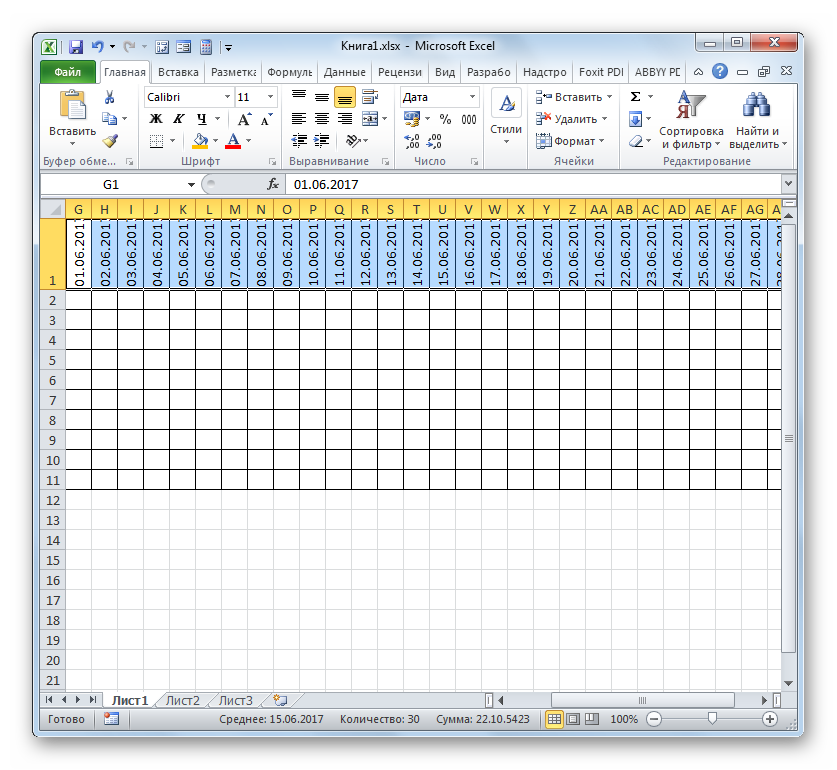 Книга1.xlsx - Microsoft Excel
Файл Главная Вставка Разметка Формуль Данные Рецензи Вид Разрабо Надстро Foxit PDI ABBYY PD
Calibri 11 Дата Вставить Σ
Вставить Ж К Ч A A % 000 Стили Удалить Сортировка и фильтр Найти и выделить
Формат
Буфер обме... Шрифт Выравнивание Число Ячейки Редактирование
G1 fx 01.06.2017
G H I J K L M N O P Q R S T U V W X Y Z AA AB AC AD AE AF AG
1 01.06.201 02.06.201 03.06.201 04.06.201 05.06.201 06.06.201 07.06.201 08.06.201 09.06.201 10.06.201 11.06.201 12.06.201 13.06.201 14.06.201 15.06.201 16.06.201 17.06.201 18.06.201 19.06.201 20.06.201 21.06.201 22.06.201 23.06.201 24.06.201 25.06.201 26.06.201 27.06.201 28.06.201
2
3
4
5
6
7
8
9
10
11
12
13
14
15
16
17
18
19
20
21
Лист1 Лист2 Лист3
Готово Среднее: 15.06.2017 Количество: 30 Сумма: 22.10.5423 100%